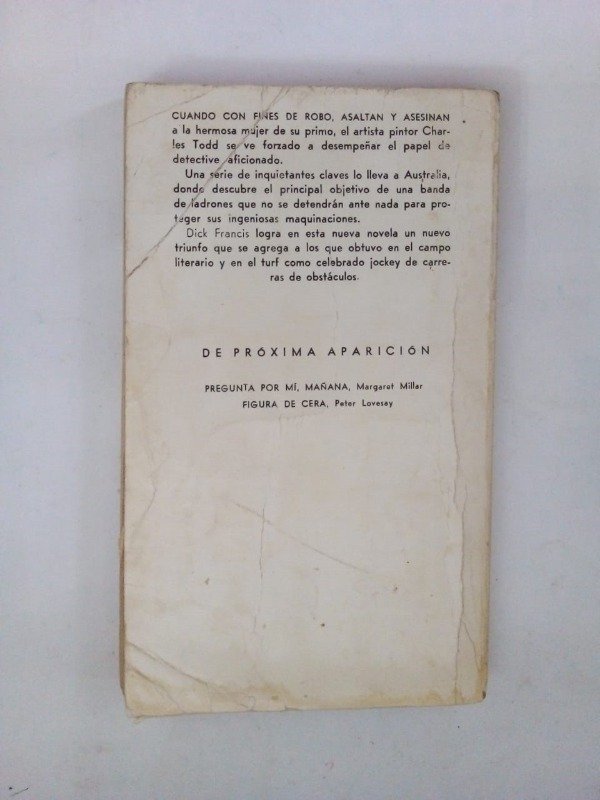 CUANDO CON FINES DE ROBO, ASALTAN Y ASESINAN
a la hermosa mujer de su primo, el artista pintor Char-
les Todd se ve forzado a desempeñar el papel de
detective aficionado.
Una serie de inquietantes claves lo lleva a Australia,
donde descubre el principal objetivo de una banda
de ladrones que no se detendrán ante nada para pro-
teger sus ingeniosas maquinaciones.
Dick Francis logra en esta nueva novela un nuevo
triunfo que se agrega a los que obtuvo en el campo
literario y en el turf como celebrado jockey de carre-
ras de obstáculos.
DE PRÓXIMA APARICIÓN
PREGUNTA POR MÍ, MAÑANA, Margaret Millar
FIGURA DE CERA, Peter Lovesey